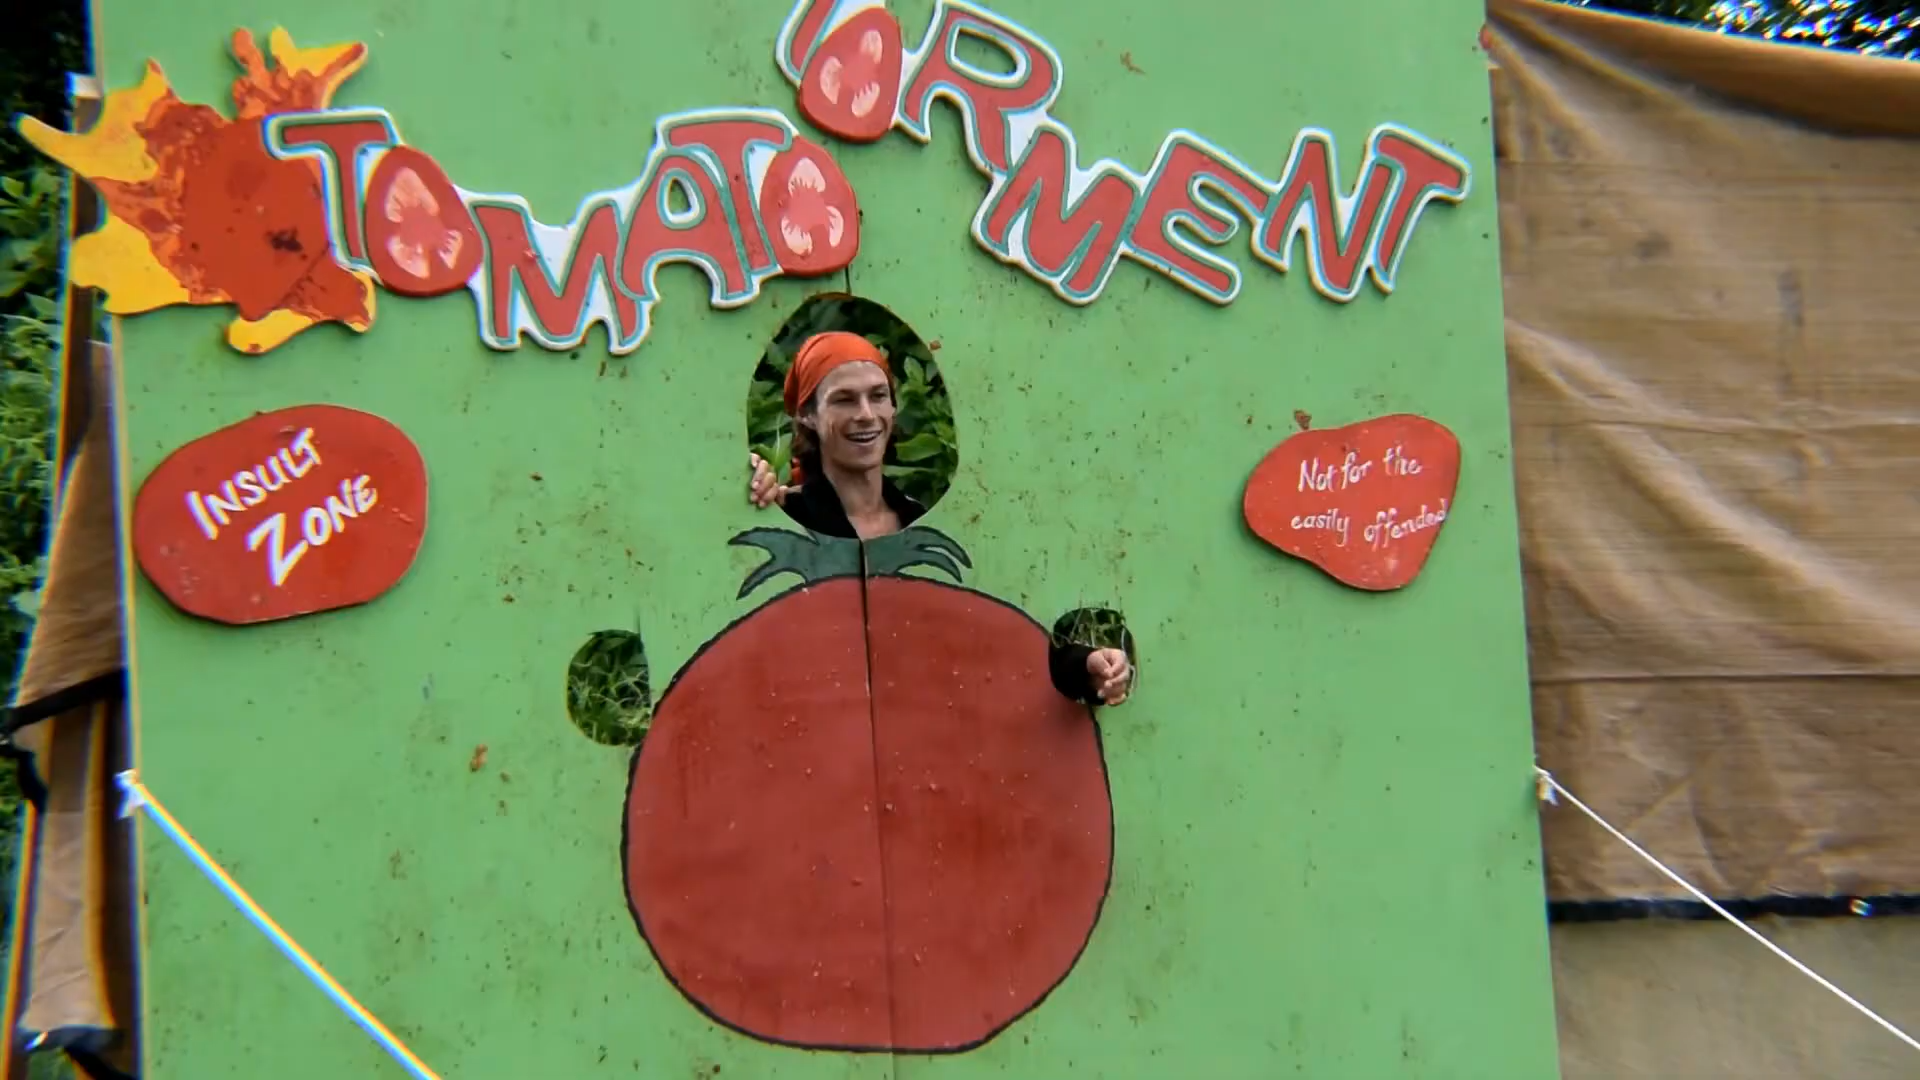 TOMATO
TORMENT
INSULT
ZONE
Not for the
easily offended